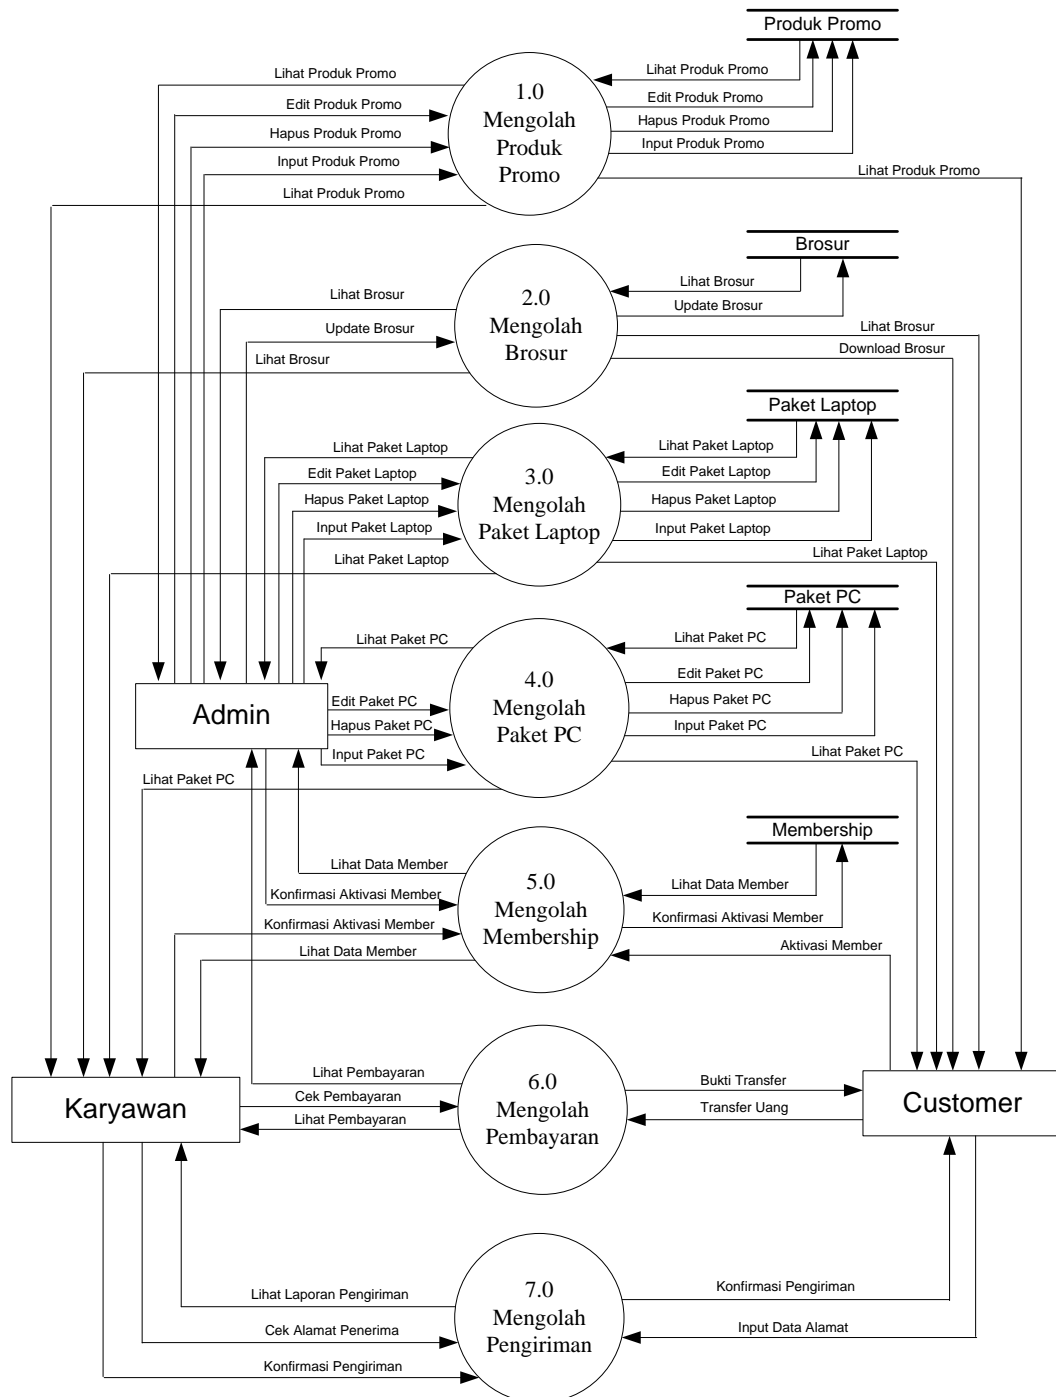 Produk Promo
Lihat Produk Promo
Lihat Produk Promo
Edit Produk Promo
Edit Produk Promo
Hapus Produk Promo
Hapus Produk Promo
Input Produk Promo
Input Produk Promo
1.0
Mengolah
Produk
Promo
Lihat Produk Promo
Lihat Produk Promo
Brosur
Lihat Brosur
Lihat Brosur
Update Brosur
Update Brosur
Lihat Brosur
2.0
Mengolah
Brosur
Lihat Brosur
Download Brosur
Paket Laptop
Lihat Paket Laptop
Edit Paket Laptop
Hapus Paket Laptop
Input Paket Laptop
Lihat Paket Laptop
3.0
Mengolah
Paket Laptop
Lihat Paket Laptop
Edit Paket Laptop
Hapus Paket Laptop
Input Paket Laptop
Lihat Paket Laptop
Paket PC
Lihat Paket PC
Admin
Edit Paket PC
Hapus Paket PC
Input Paket PC
Lihat Paket PC
4.0
Mengolah
Paket PC
Lihat Paket PC
Edit Paket PC
Hapus Paket PC
Input Paket PC
Lihat Paket PC
Membership
Lihat Data Member
Konfirmasi Aktivasi Member
Konfirmasi Aktivasi Member
Lihat Data Member
5.0
Mengolah
Membership
Lihat Data Member
Konfirmasi Aktivasi Member
Aktivasi Member
Karyawan
Lihat Pembayaran
Cek Pembayaran
Lihat Pembayaran
6.0
Mengolah
Pembayaran
Bukti Transfer
Transfer Uang
Customer
Lihat Laporan Pengiriman
Cek Alamat Penerima
Konfirmasi Pengiriman
7.0
Mengolah
Pengiriman
Konfirmasi Pengiriman
Input Data Alamat